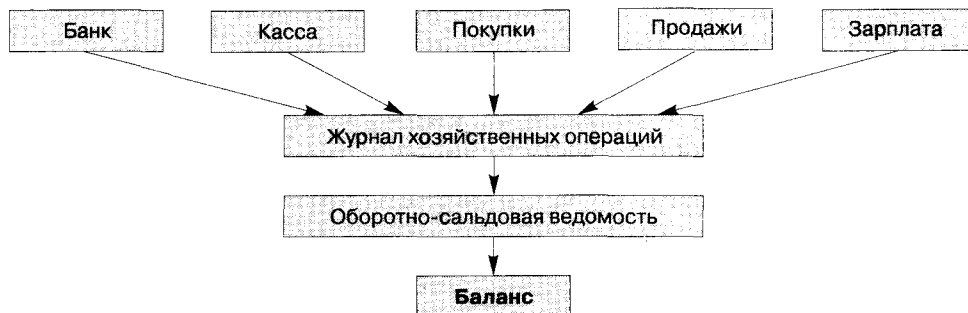 Банк
Касса
Покупки
Продажи
Зарплата
Журнал хозяйственных операций
Оборотно-сальдовая ведомость
Баланс